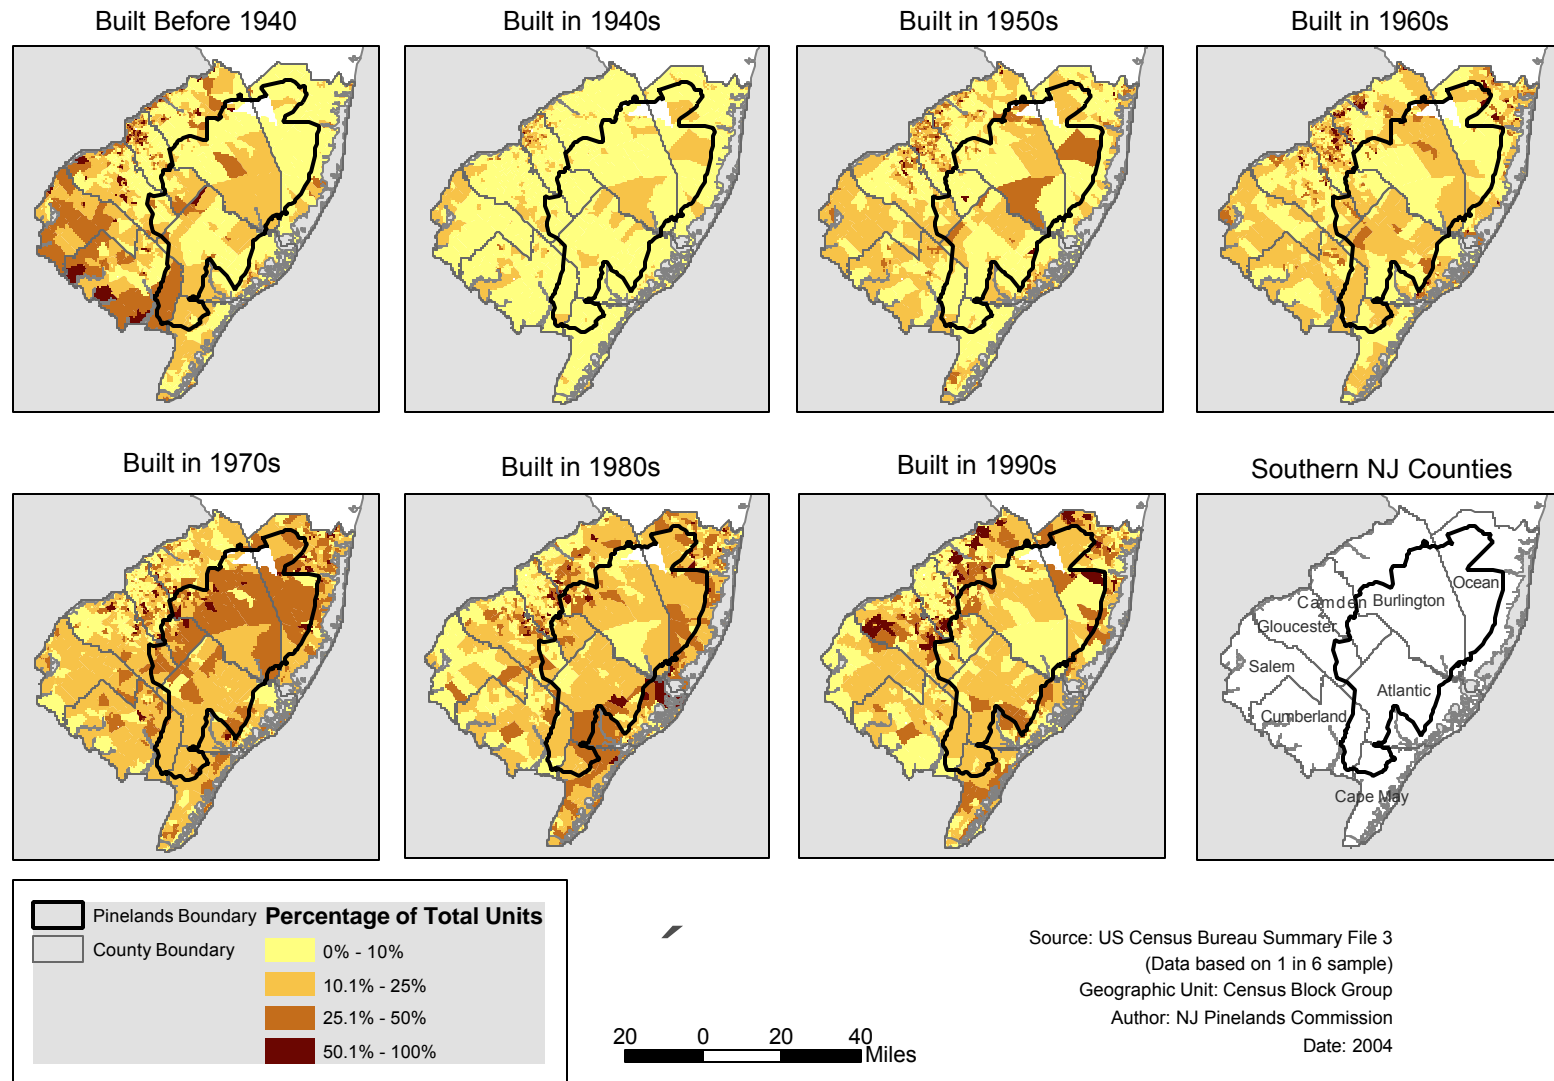 Built Before 1940
Built in 1940s
Built in 1950s
Built in 1960s
Built in 1970s
Built in 1980s
Built in 1990s
Southern NJ Counties
Ocean
Camden
Burlington
Gloucester
Salem
Atlantic
Cumberland
Cape May
Pinelands Boundary
County Boundary
Percentage of Total Units
0% - 10%
10.1% - 25%
25.1% - 50%
50.1% - 100%
20 0 20 40
Miles
Source: US Census Bureau Summary File 3
(Data based on 1 in 6 sample)
Geographic Unit: Census Block Group
Author: NJ Pinelands Commission
Date: 2004